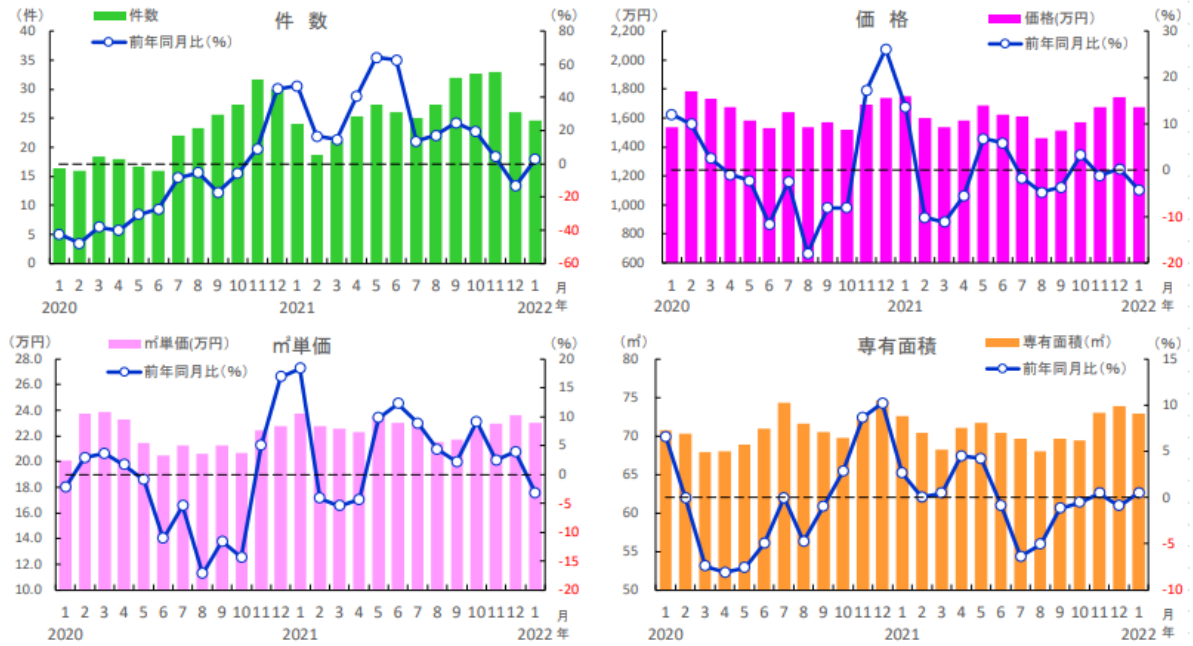 (件) 件数 件 数 (%)
前年同月比(%)
40 80
35 60
30 40
25 20
20 0
15 -20
10 -40
5
0 -60
1 2 3 4 5 6 7 8 9 10 11 12 1 2 3 4 5 6 7 8 9 10 11 12 1 月
2020 2021 2022 年
(万円) 価 格 価格(万円) (%)
前年同月比(%)
2,200 30
2,000 20
1,800 10
1,600 0
1,400 -10
1,200 -20
1,000
800
600
1 2 3 4 5 6 7 8 9 10 11 12 1 2 3 4 5 6 7 8 9 10 11 12 1 月
2020 2021 2022 年
(万円) ㎡単価(万円) ㎡単価 (%)
前年同月比(%)
28.0 20
26.0 15
24.0 10
22.0 5
20.0 0
18.0 -5
16.0 -10
14.0 -15
12.0 -20
10.0
1 2 3 4 5 6 7 8 9 10 11 12 1 2 3 4 5 6 7 8 9 10 11 12 1 月
2020 2021 2022 年
(㎡) 専有面積 専有面積(㎡) (%)
前年同月比(%)
80 15
75 10
70 5
65 0
60 -5
55 -10
50
1 2 3 4 5 6 7 8 9 10 11 12 1 2 3 4 5 6 7 8 9 10 11 12 1 月
2020 2021 2022 年